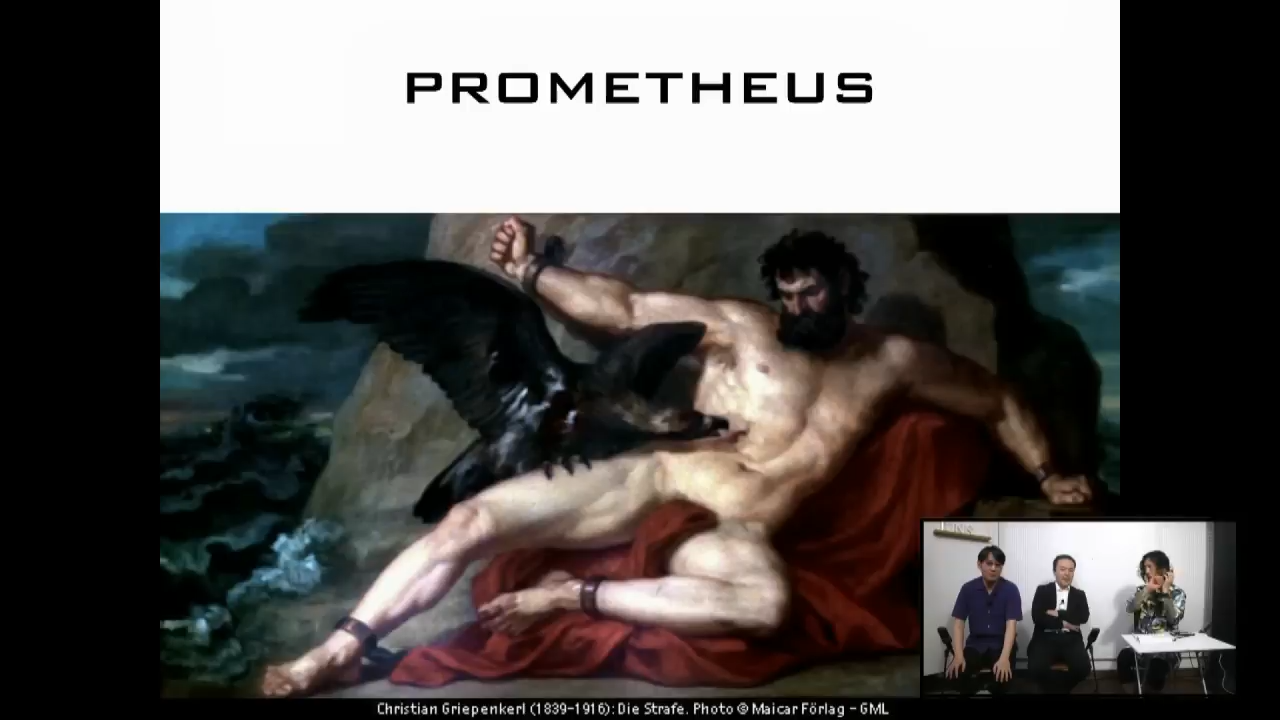 PROMETHEUS
Christian Griepenkerl (1839-1916): Die Strafe. Photo © Maicar Förlag - GML